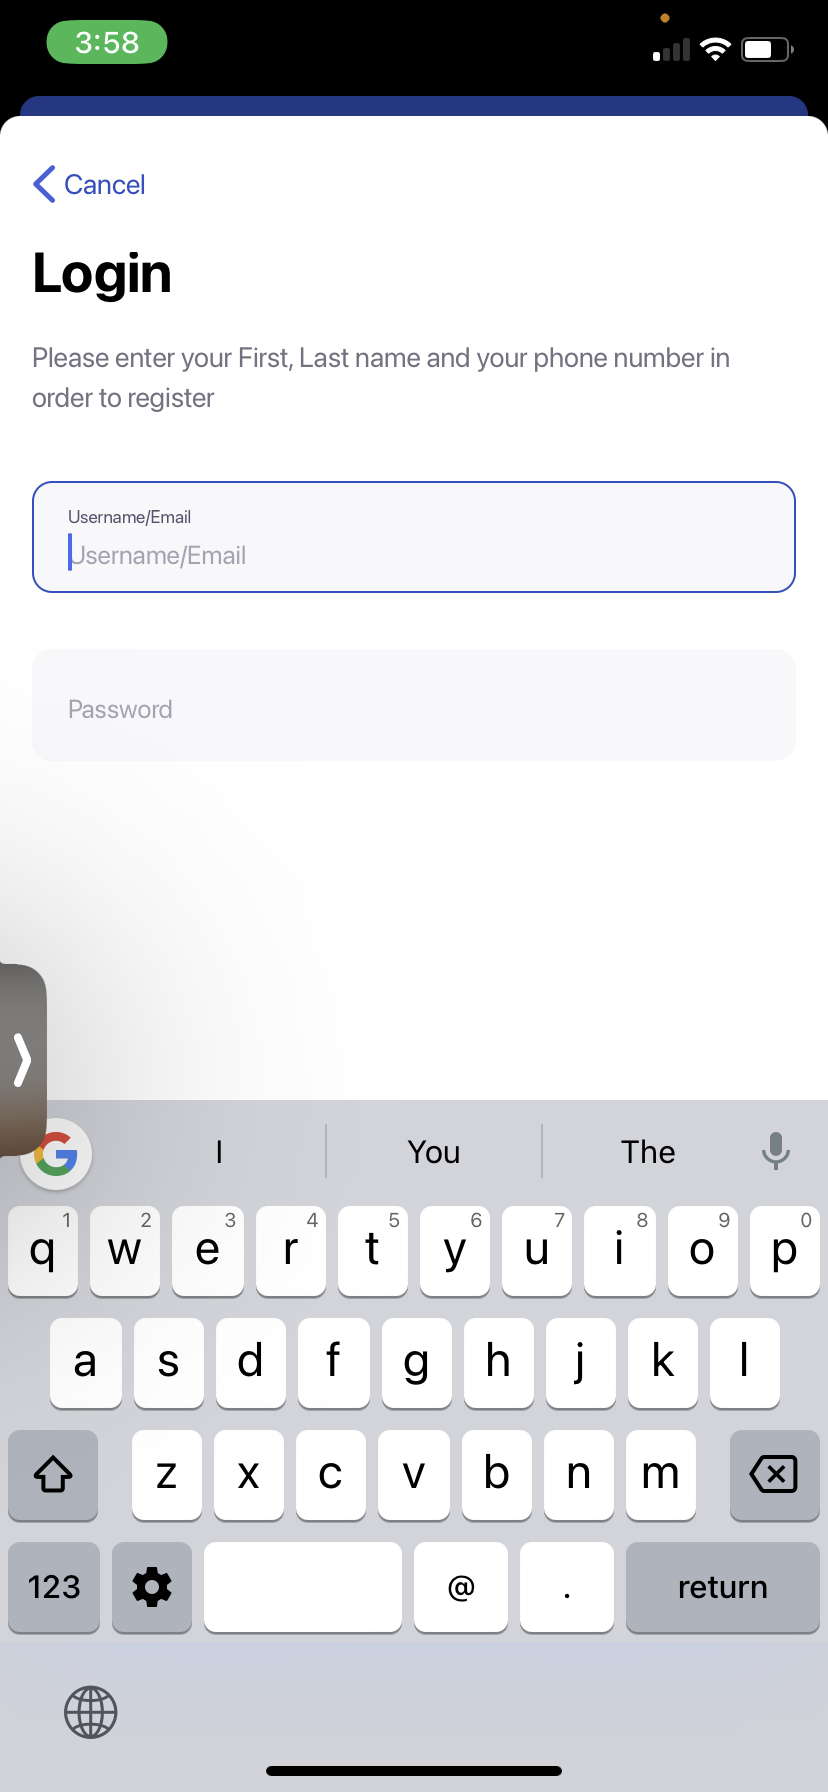 3:58
Cancel
Login
Please enter your First, Last name and your phone number in
order to register
Username/Email
Username/Email
Password
I You The
q 1 w 2 e 3 r 4 t 5 y 6 u 7 i 8 o 9 p 0
a s d f g h j k l
z x c v b n m
123 @ . return